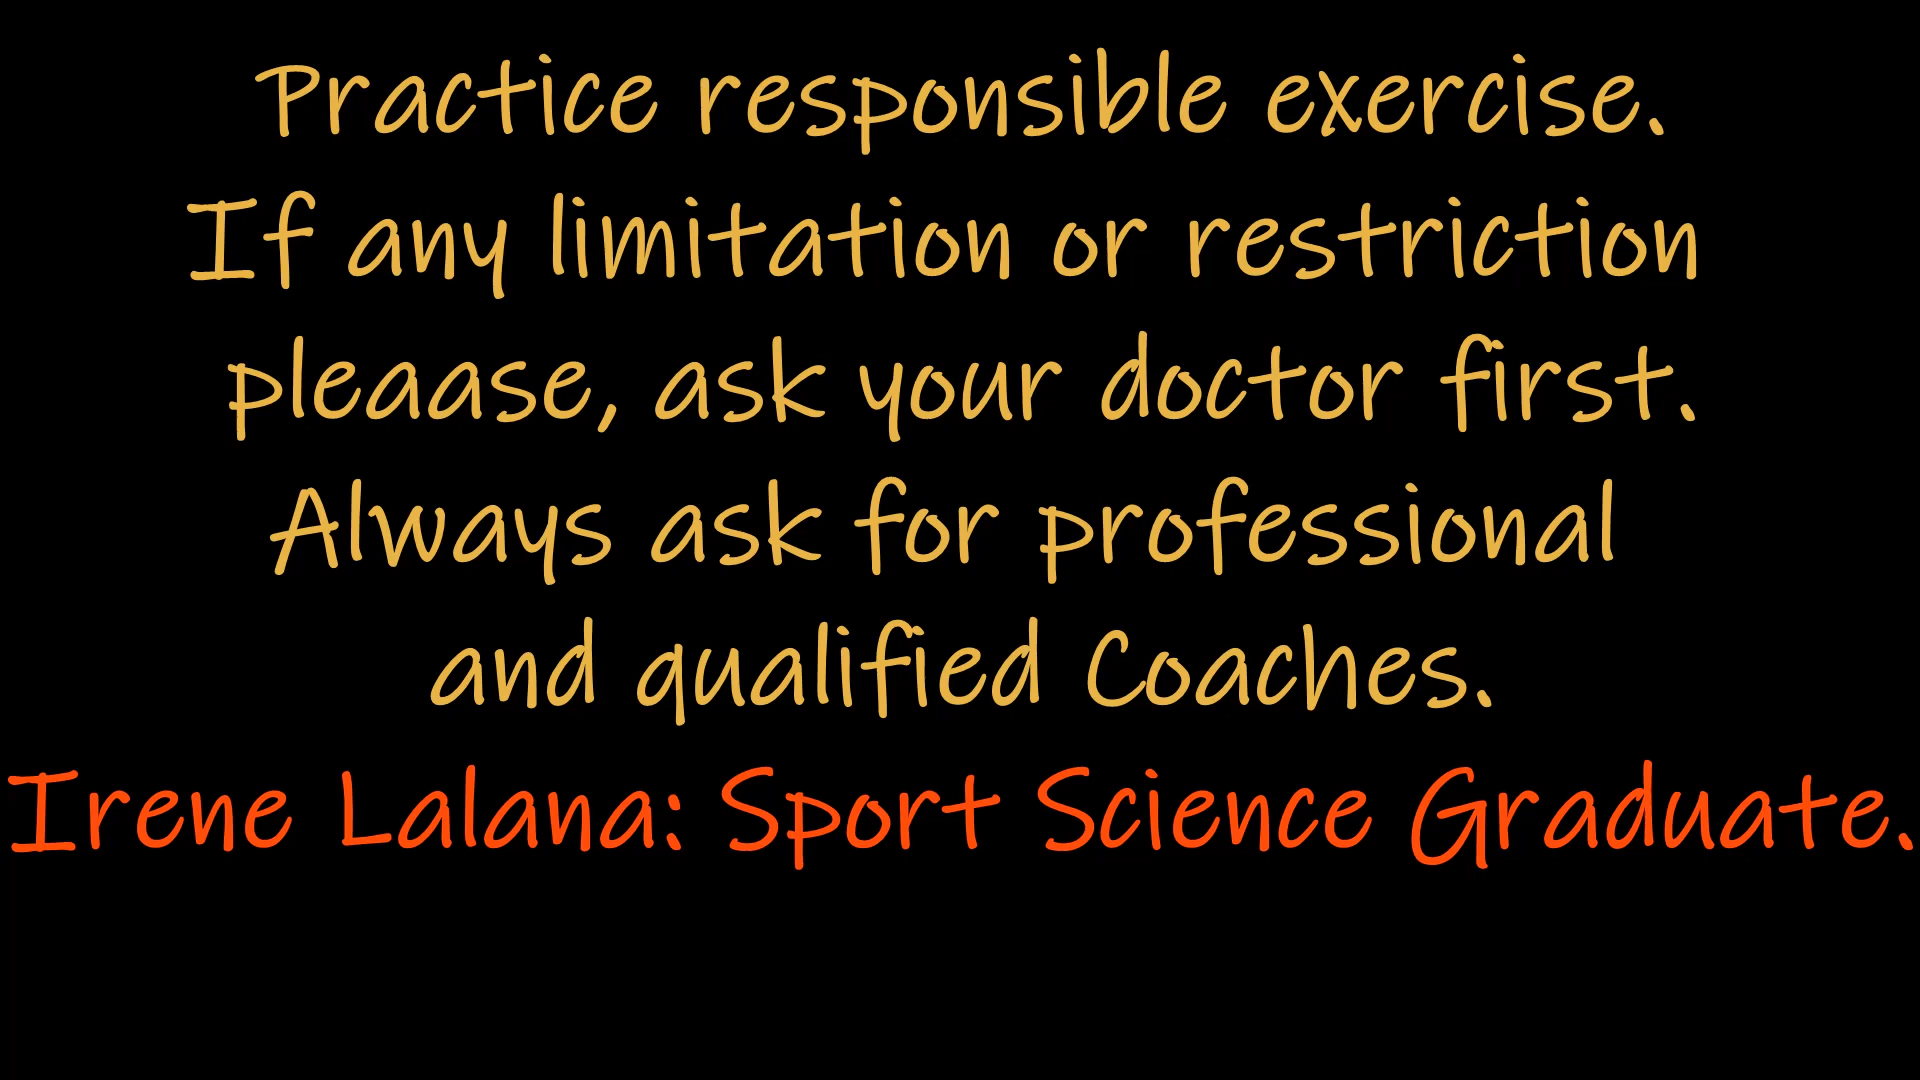 Practice responsible exercise.
If any limitation or restriction
pleaase, ask your doctor first.
Always ask for professional
and qualified Coaches.
Irene Lalana: Sport Science Graduate.